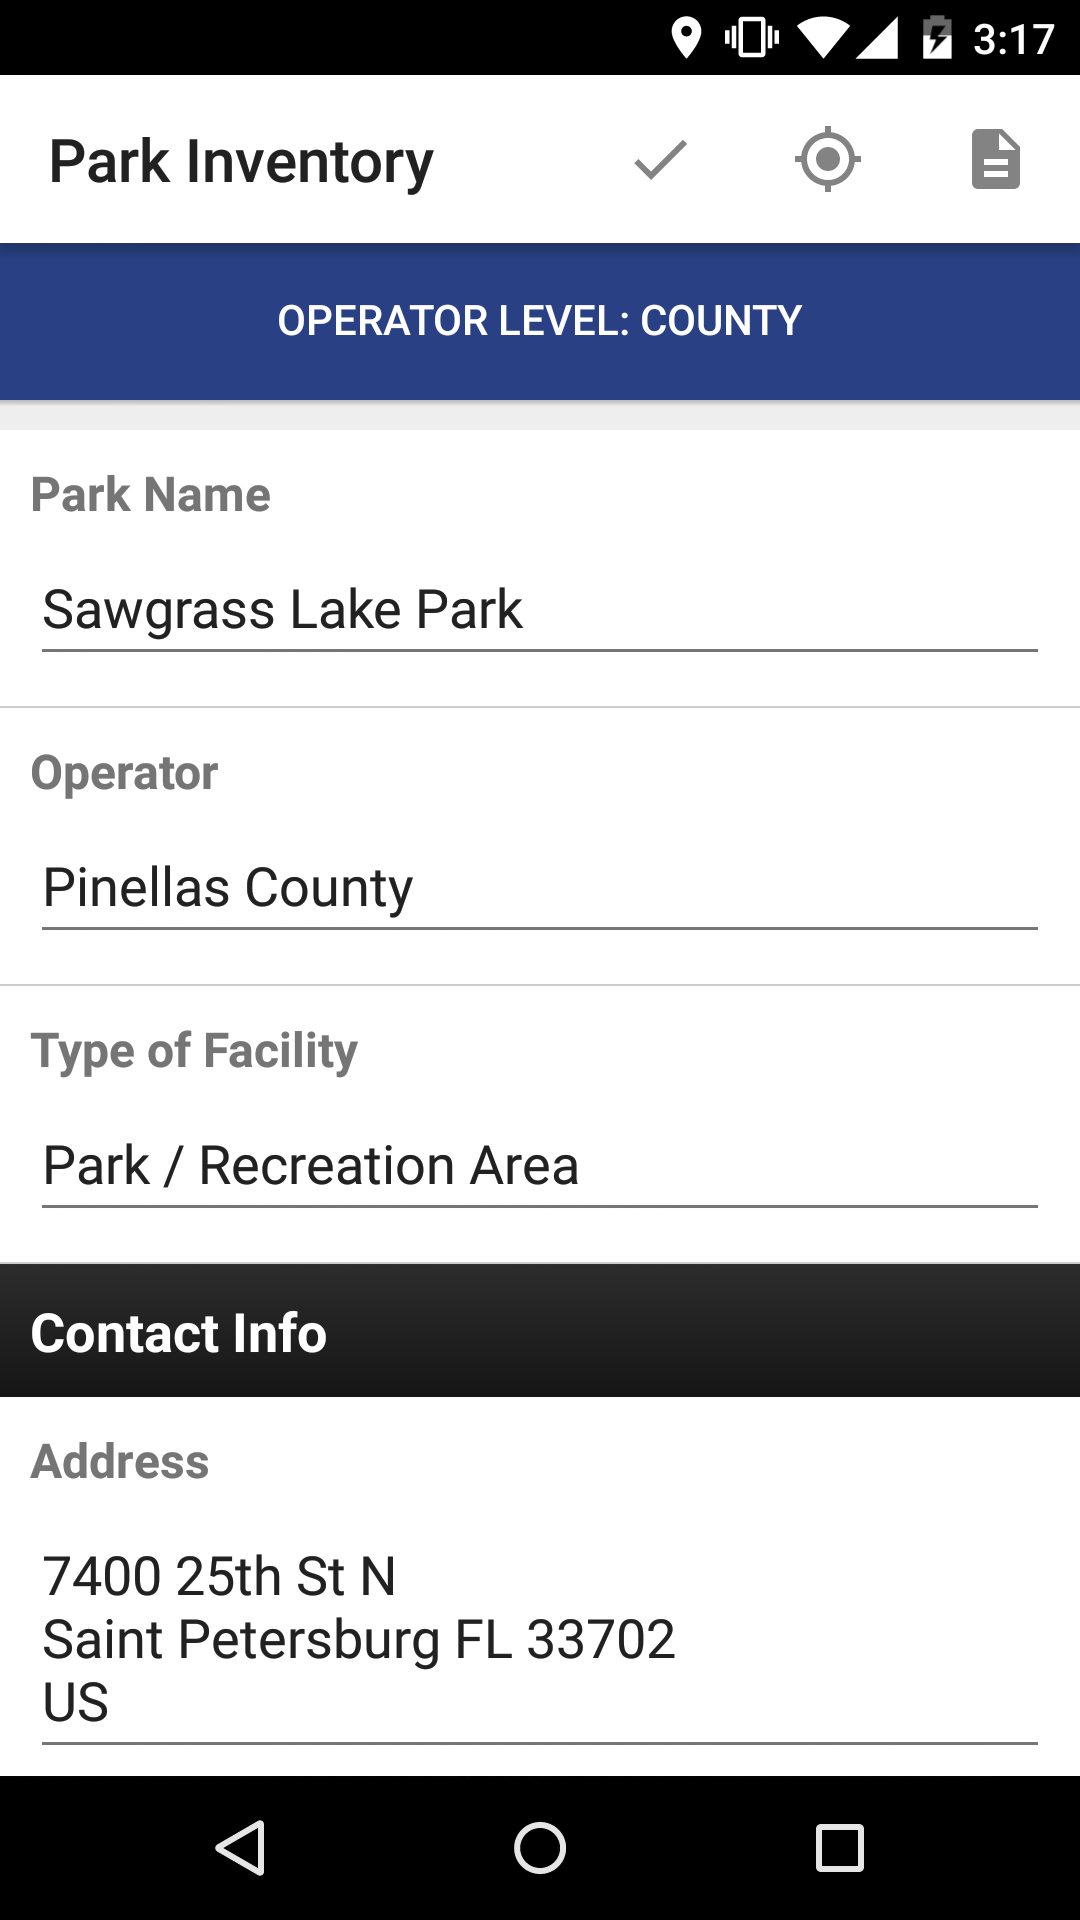 3:17
Park Inventory
OPERATOR LEVEL: COUNTY
Park Name
Sawgrass Lake Park
Operator
Pinellas County
Type of Facility
Park / Recreation Area
Contact Info
Address
7400 25th St N
Saint Petersburg FL 33702
US